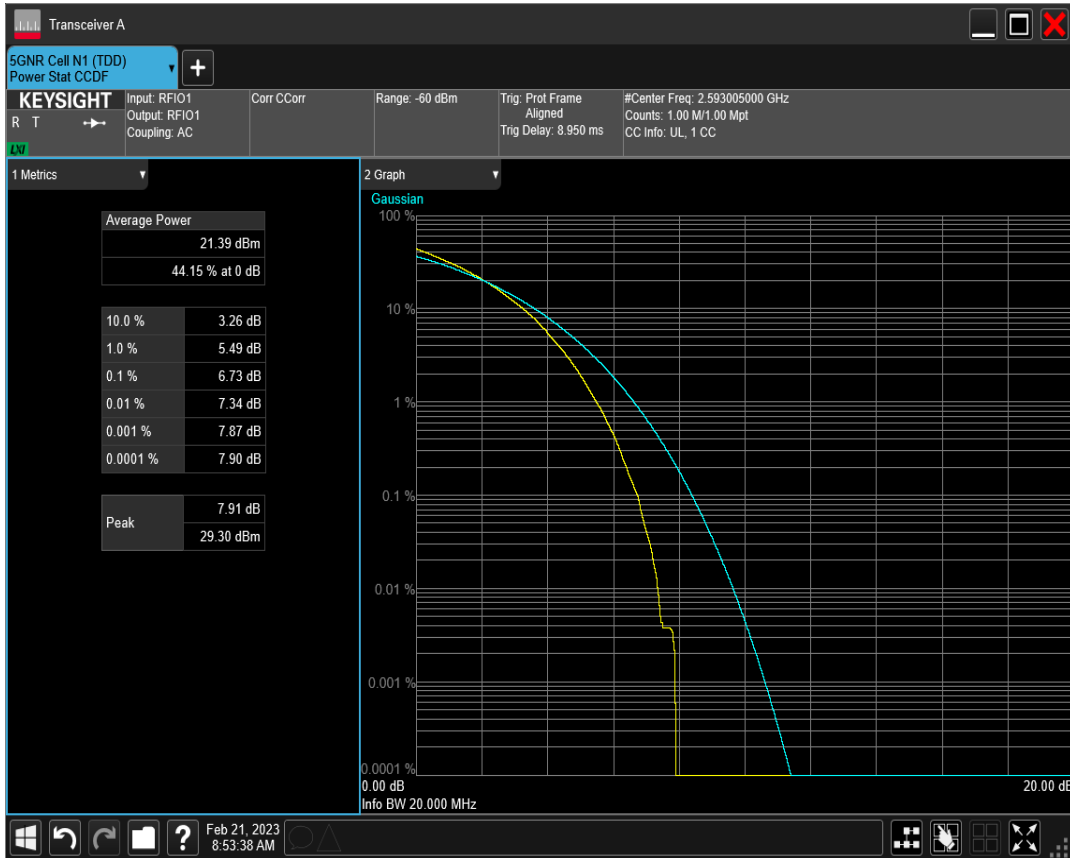 Transceiver A
5GNR Cell N1 (TDD)
Power Stat CCDF
+
KEYSIGHT
R T
LXI
Input: RFIO1
Output: RFIO1
Coupling: AC
Corr CCorr
Range: -60 dBm
Trig: Prot Frame
Aligned
Trig Delay: 8.950 ms
#Center Freq: 2.593005000 GHz
Counts: 1.00 M/1.00 Mpt
CC Info: UL, 1 CC
1 Metrics
Average Power
21.39 dBm
44.15 % at 0 dB
10.0 % 3.26 dB
1.0 % 5.49 dB
0.1 % 6.73 dB
0.01 % 7.34 dB
0.001 % 7.87 dB
0.0001 % 7.90 dB
Peak 7.91 dB
29.30 dBm
2 Graph
Gaussian
100 %
10 %
1 %
0.1 %
0.01 %
0.001 %
0.0001 %
0.00 dB 20.00 dB
Info BW 20.000 MHz
?
Feb 21, 2023
8:53:38 AM